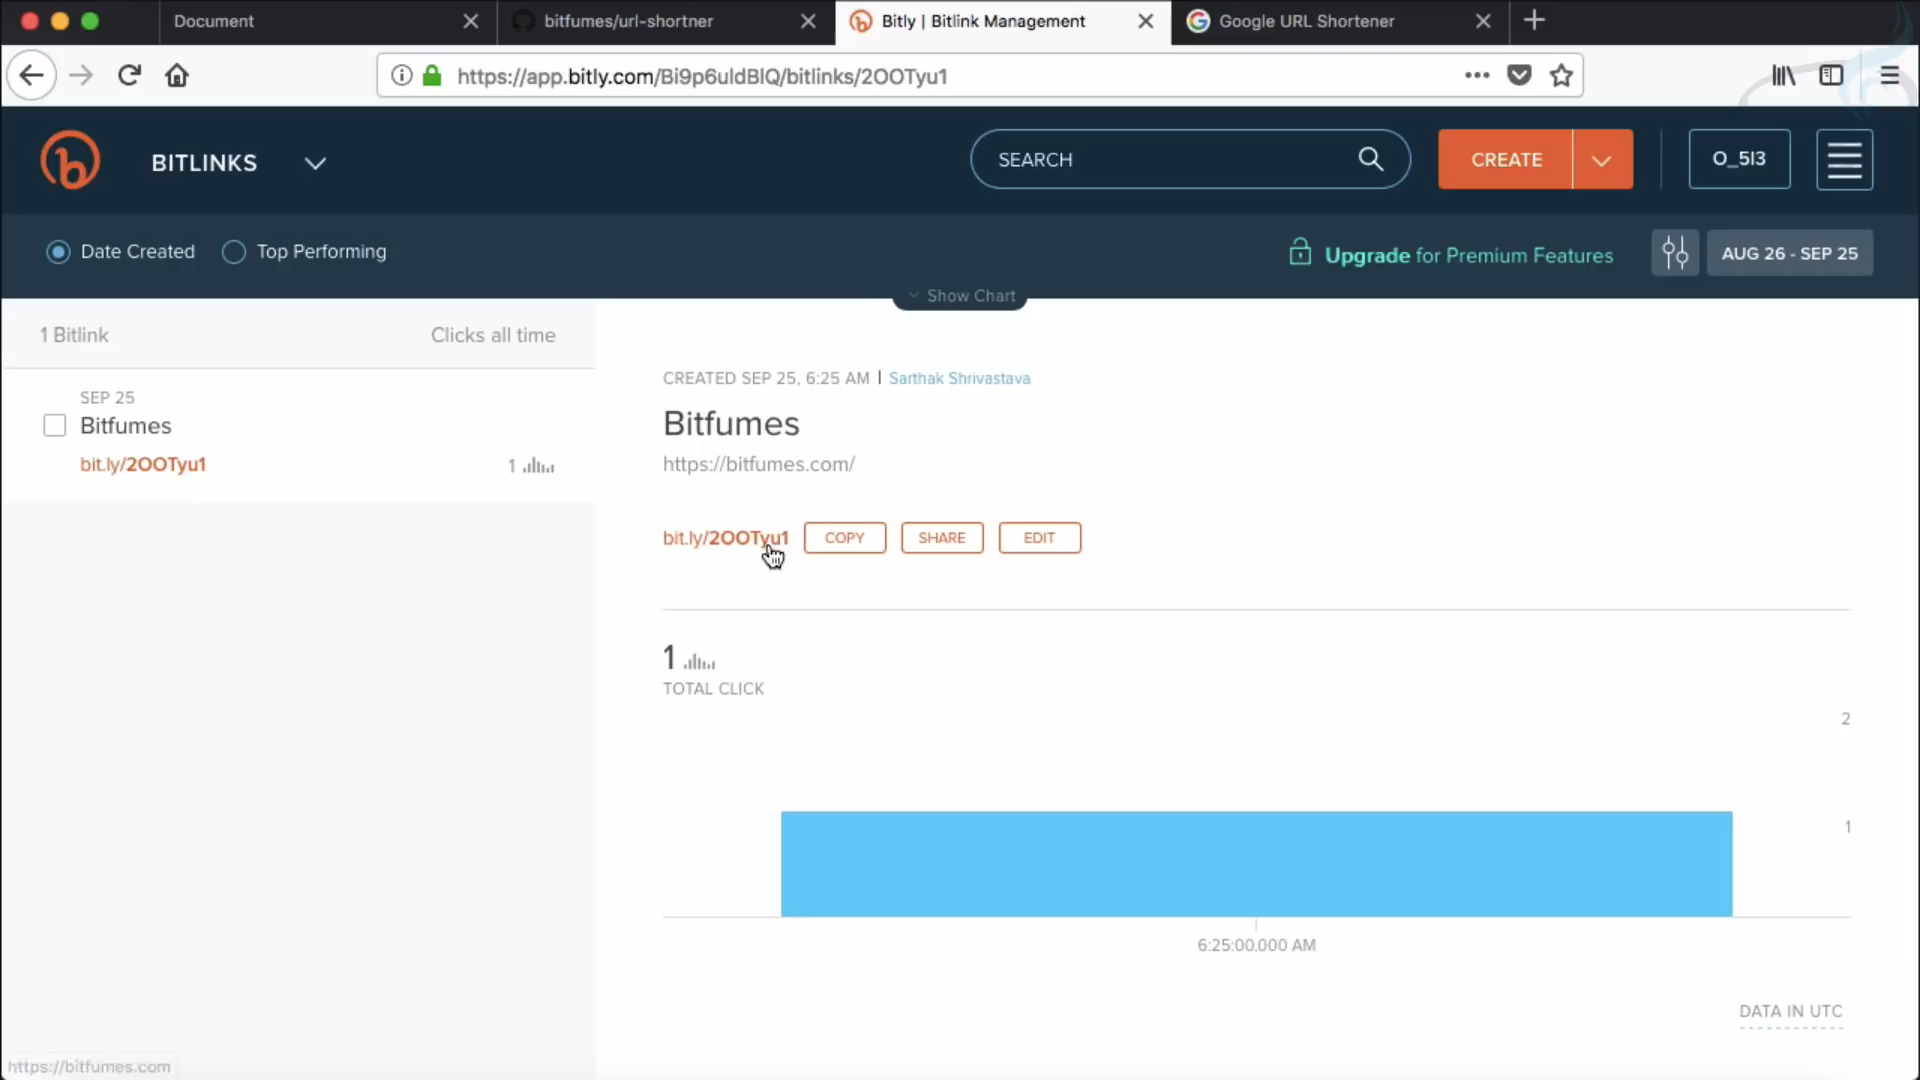 Document
bitfumes/url-shortner
Bitly | Bitlink Management
Google URL Shortener
https://app.bitly.com/Bi9p6uldBlQ/bitlinks/2OOTyu1
BITLINKS
SEARCH
CREATE
O_5I3
Date Created
Top Performing
Upgrade for Premium Features
AUG 26 - SEP 25
Show Chart
1 Bitlink
Clicks all time
SEP 25
Bitfumes
bit.ly/2OOTyu1
1
CREATED SEP 25, 6:25 AM | Sarthak Shrivastava
Bitfumes
https://bitfumes.com/
bit.ly/2OOTyu1
COPY
SHARE
EDIT
1
TOTAL CLICK
2
1
6:25:00.000 AM
DATA IN UTC
https://bitfumes.com